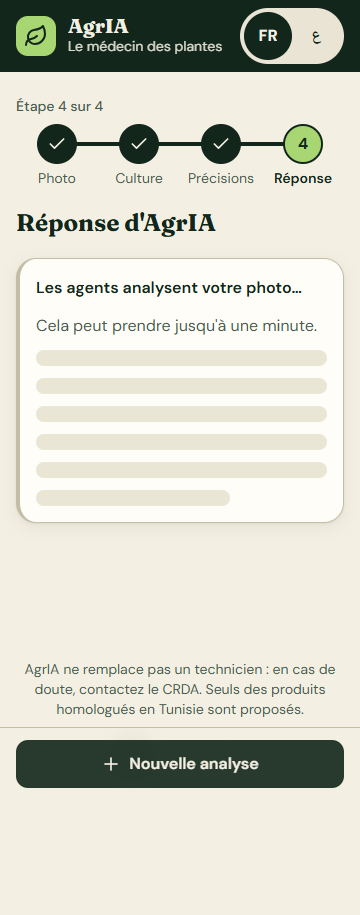 AgrIA
Le médecin des plantes
FR
ع
Étape 4 sur 4
4
Photo
Culture
Précisions
Réponse
Réponse d'AgrIA
Les agents analysent votre photo…
Cela peut prendre jusqu'à une minute.
AgrIA ne remplace pas un technicien : en cas de
doute, contactez le CRDA. Seuls des produits
homologués en Tunisie sont proposés.
Nouvelle analyse